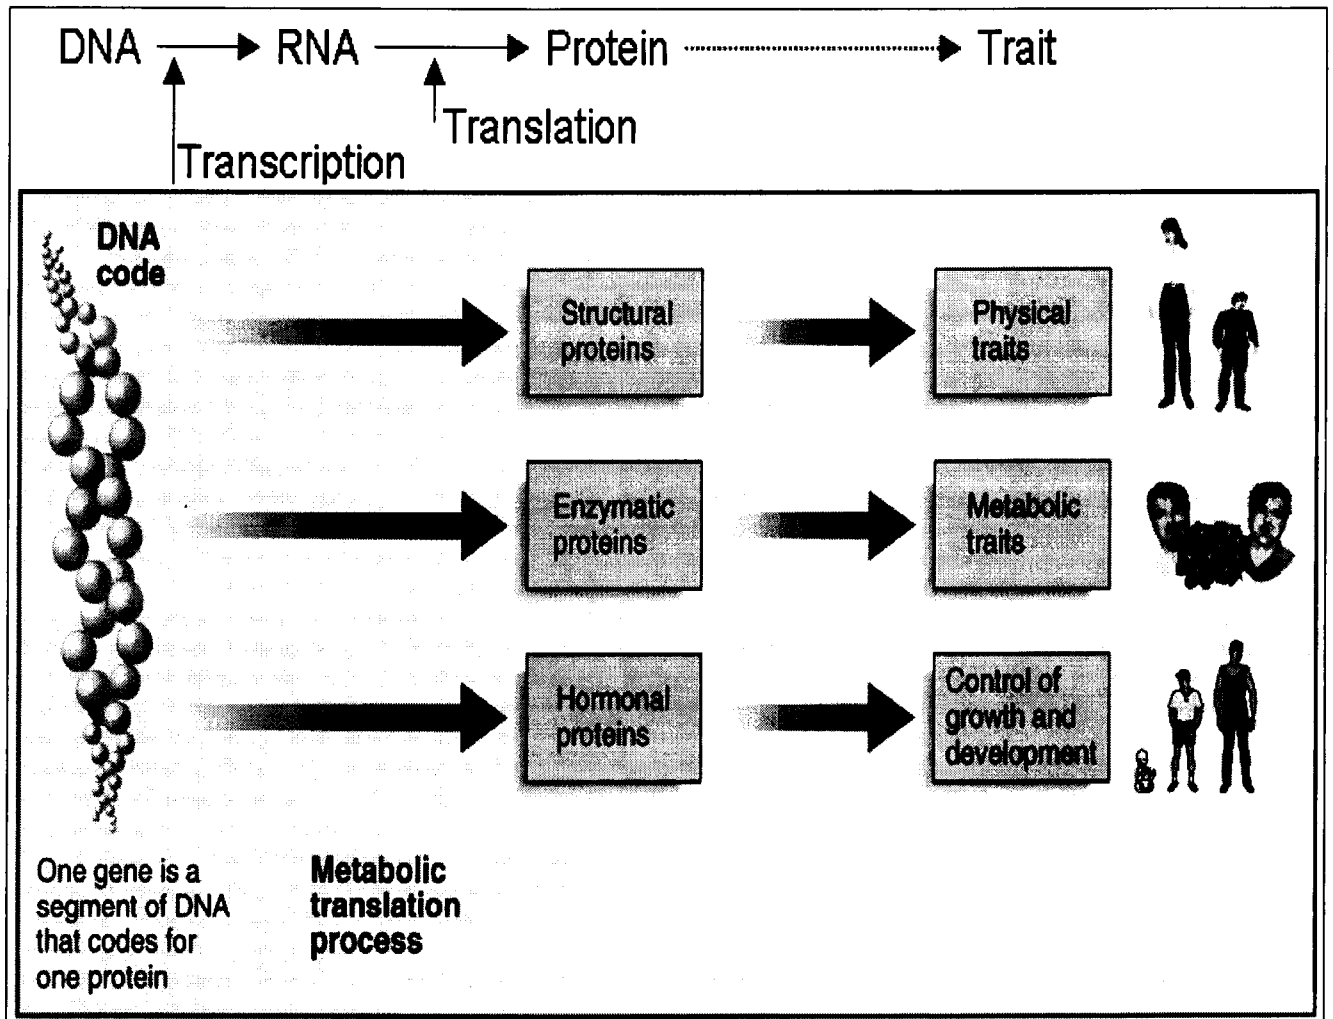 DNA RNA Protein Trait
Translation
Transcription
DNA
code
Structural
proteins
Physical
traits
Enzymatic
proteins
Metabolic
traits
Hormonal
proteins
Control of
growth and
development
One gene is a
segment of DNA
that codes for
one protein
Metabolic
translation
process